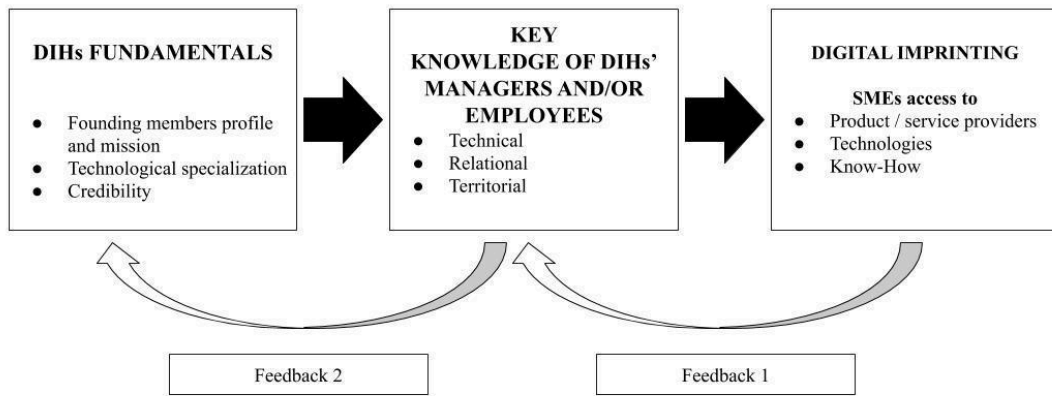 DIHs FUNDAMENTALS
● Founding members profile
and mission
● Technological specialization
● Credibility
KEY
KNOWLEDGE OF DIHs’
MANAGERS AND/OR
EMPLOYEES
● Technical
● Relational
● Territorial
DIGITAL IMPRINTING
SMEs access to
● Product / service providers
● Technologies
● Know-How
Feedback 2
Feedback 1